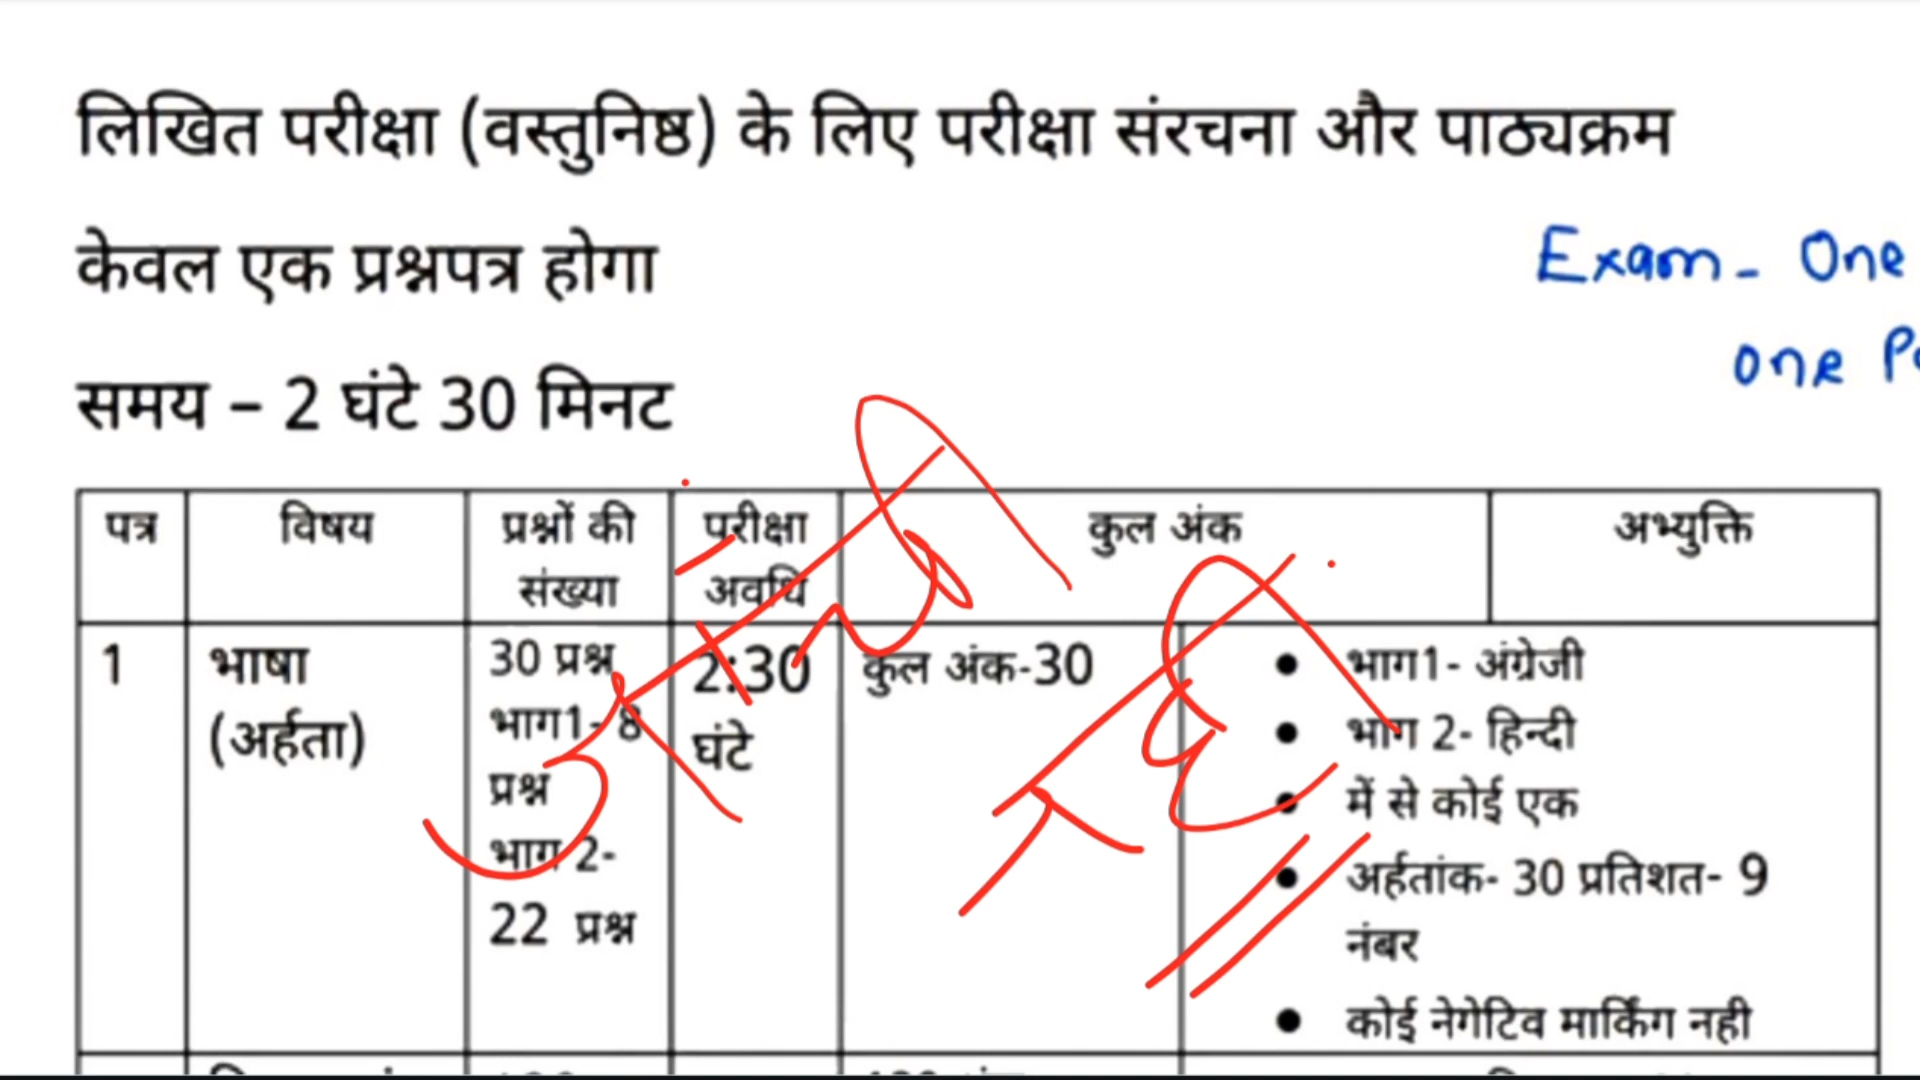 लिखित परीक्षा (वस्तुनिष्ठ) के लिए परीक्षा संरचना और पाठ्यक्रम
केवल एक प्रश्नपत्र होगा
Exam - One
one
समय – 2 घंटे 30 मिनट
पत्र
विषय
प्रश्नों की
संख्या
परीक्षा
अवधि
कुल अंक
अभ्युक्ति
1
भाषा
(अर्हता)
30 प्रश्न
भाग1- 8
प्रश्न
भाग 2-
22 प्रश्न
2:30
घंटे
कुल अंक-30
● भाग1- अंग्रेजी
● भाग 2- हिन्दी
● में से कोई एक
● अर्हतांक- 30 प्रतिशत- 9
नंबर
● कोई नेगेटिव मार्किंग नही